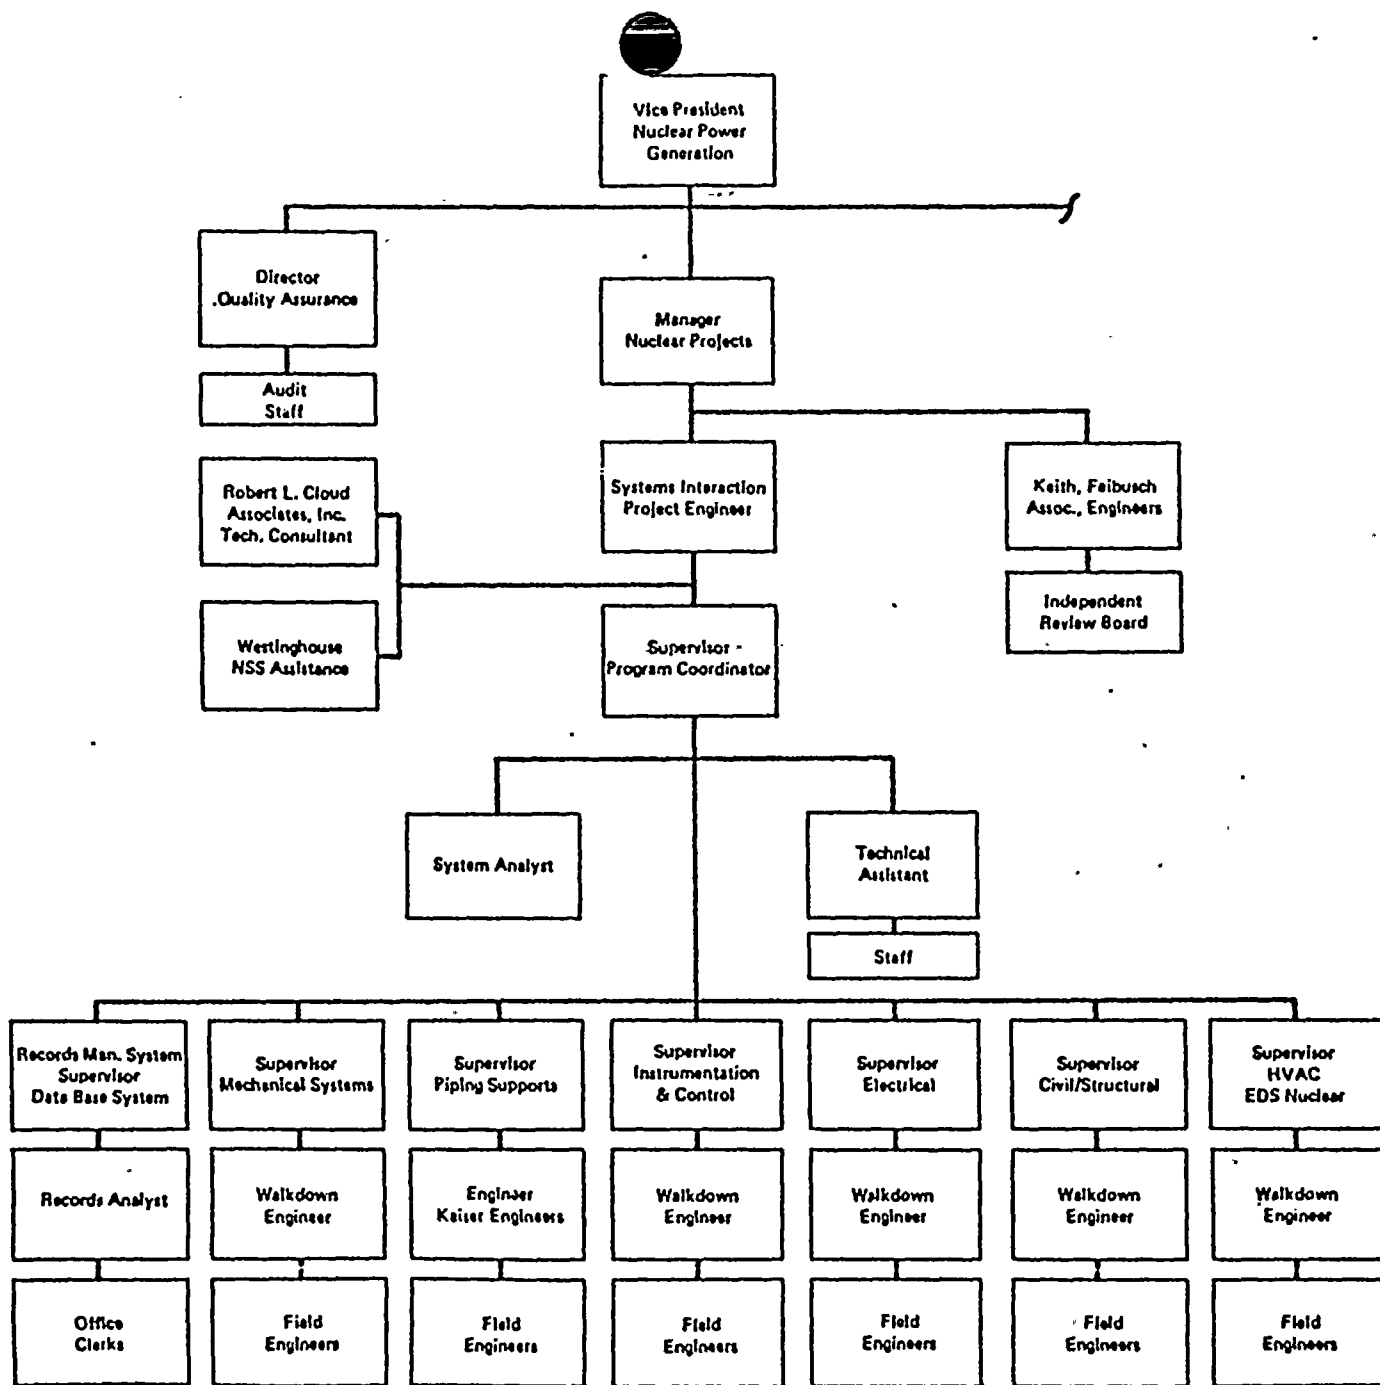 Vice President
Nuclear Power
Generation
Director
Quality Assurance
Manager
Nuclear Projects
Audit
Staff
Robert L. Cloud
Associates, Inc.
Tech. Consultant
Systems Interaction
Project Engineer
Keith, Feibusch
Assoc., Engineers
Independent
Review Board
Westinghouse
NSS Assistance
Supervisor -
Program Coordinator
System Analyst
Technical
Assistant
Staff
Records Man. System
Supervisor
Data Base System
Supervisor
Mechanical Systems
Supervisor
Piping Supports
Supervisor
Instrumentation
& Control
Supervisor
Electrical
Supervisor
Civil/Structural
Supervisor
HVAC
EDS Nuclear
Records Analyst
Walkdown
Engineer
Engineer
Kaiser Engineers
Walkdown
Engineer
Walkdown
Engineer
Walkdown
Engineer
Walkdown
Engineer
Office
Clerks
Field
Engineers
Field
Engineers
Field
Engineers
Field
Engineers
Field
Engineers
Field
Engineers